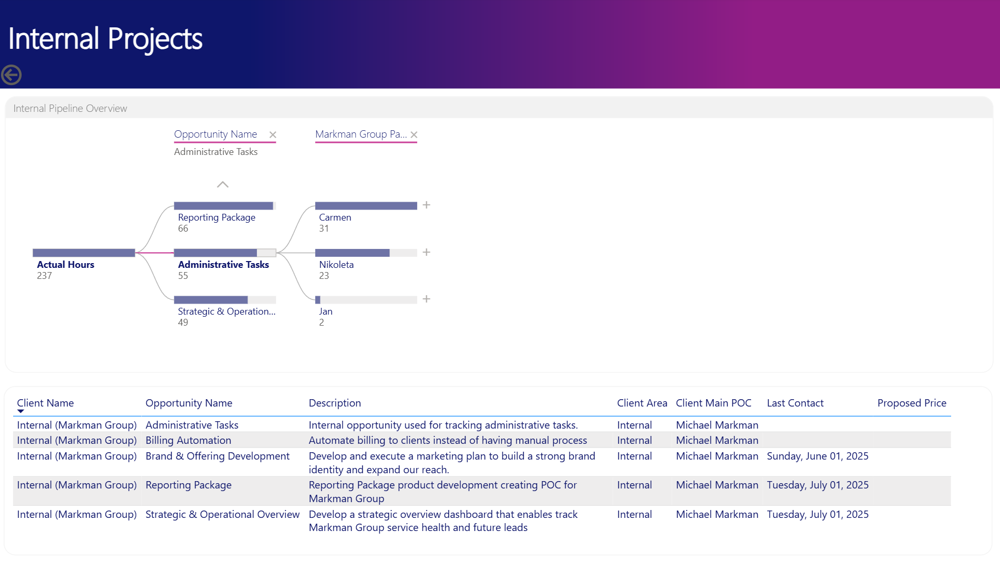 Internal Projects
Internal Pipeline Overview
Opportunity Name
Markman Group Pa...
Administrative Tasks
Reporting Package
66
Carmen
31
Actual Hours
237
Administrative Tasks
55
Nikoleta
23
Strategic & Operation...
49
Jan
2
Client Name Opportunity Name Description Client Area Client Main POC Last Contact Proposed Price
Internal (Markman Group) Administrative Tasks Internal opportunity used for tracking administrative tasks. Internal Michael Markman
Internal (Markman Group) Billing Automation Automate billing to clients instead of having manual process Internal Michael Markman
Internal (Markman Group) Brand & Offering Development Develop and execute a marketing plan to build a strong brand Internal Michael Markman Sunday, June 01, 2025
identity and expand our reach.
Internal (Markman Group) Reporting Package Reporting Package product development creating POC for Internal Michael Markman Tuesday, July 01, 2025
Markman Group
Internal (Markman Group) Strategic & Operational Overview Develop a strategic overview dashboard that enables track Internal Michael Markman Tuesday, July 01, 2025
Markman Group service health and future leads